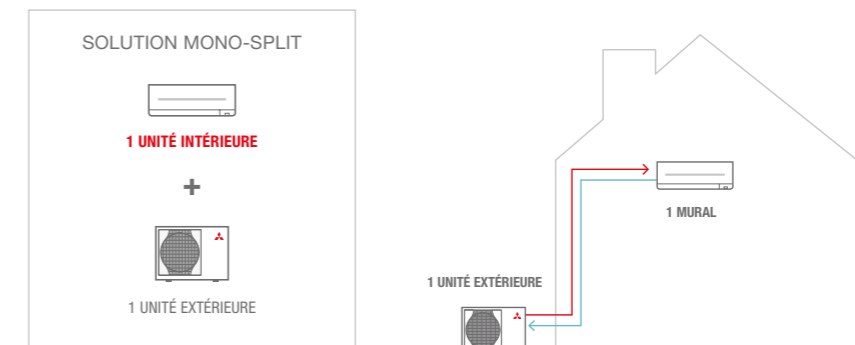 SOLUTION MONO-SPLIT
1 UNITÉ INTÉRIEURE
+
1 UNITÉ EXTÉRIEURE
1 MURAL
1 UNITÉ EXTÉRIEURE